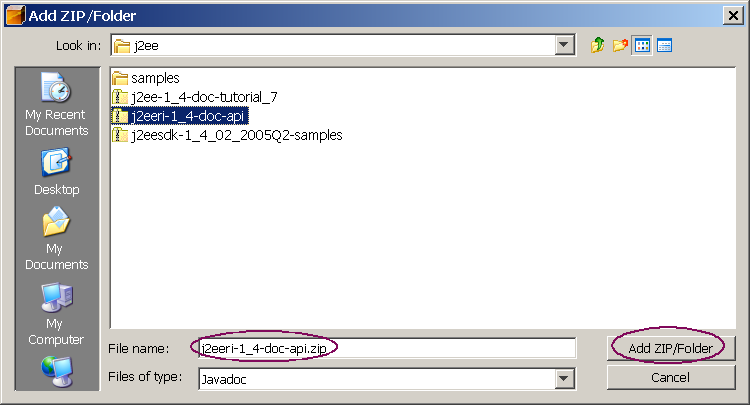 Add ZIP/Folder
Look in: j2ee
samples
j2ee-1_4-doc-tutorial_7
j2eeri-1_4-doc-api
j2eesdk-1_4_02_2005Q2-samples
My Recent
Documents
Desktop
My
Documents
My
Computer
File name: j2eeri-1_4-doc-api.zip Add ZIP/Folder
Files of type: Javadoc Cancel